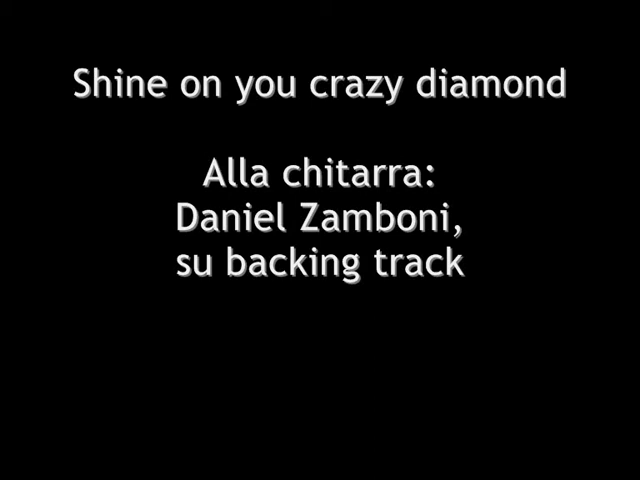 Shine on you crazy diamond
Alla chitarra:
Daniel Zamboni,
su backing track